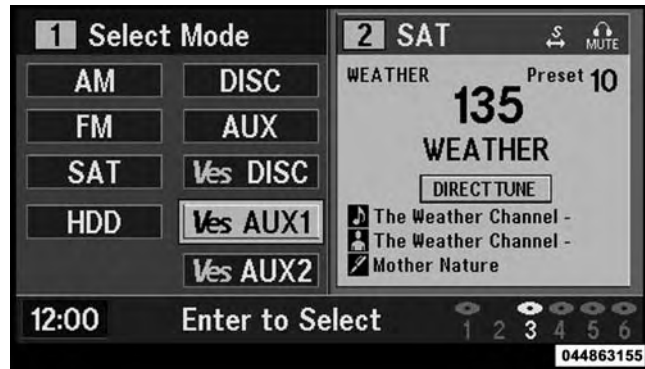 1 Select Mode
AM DISC
FM AUX
SAT Ves DISC
HDD Ves AUX1
Ves AUX2
2 SAT S MUTE
WEATHER Preset 10
135
WEATHER
DIRECT TUNE
The Weather Channel -
The Weather Channel -
Mother Nature
12:00 Enter to Select 1 2 3 4 5 6
044863155